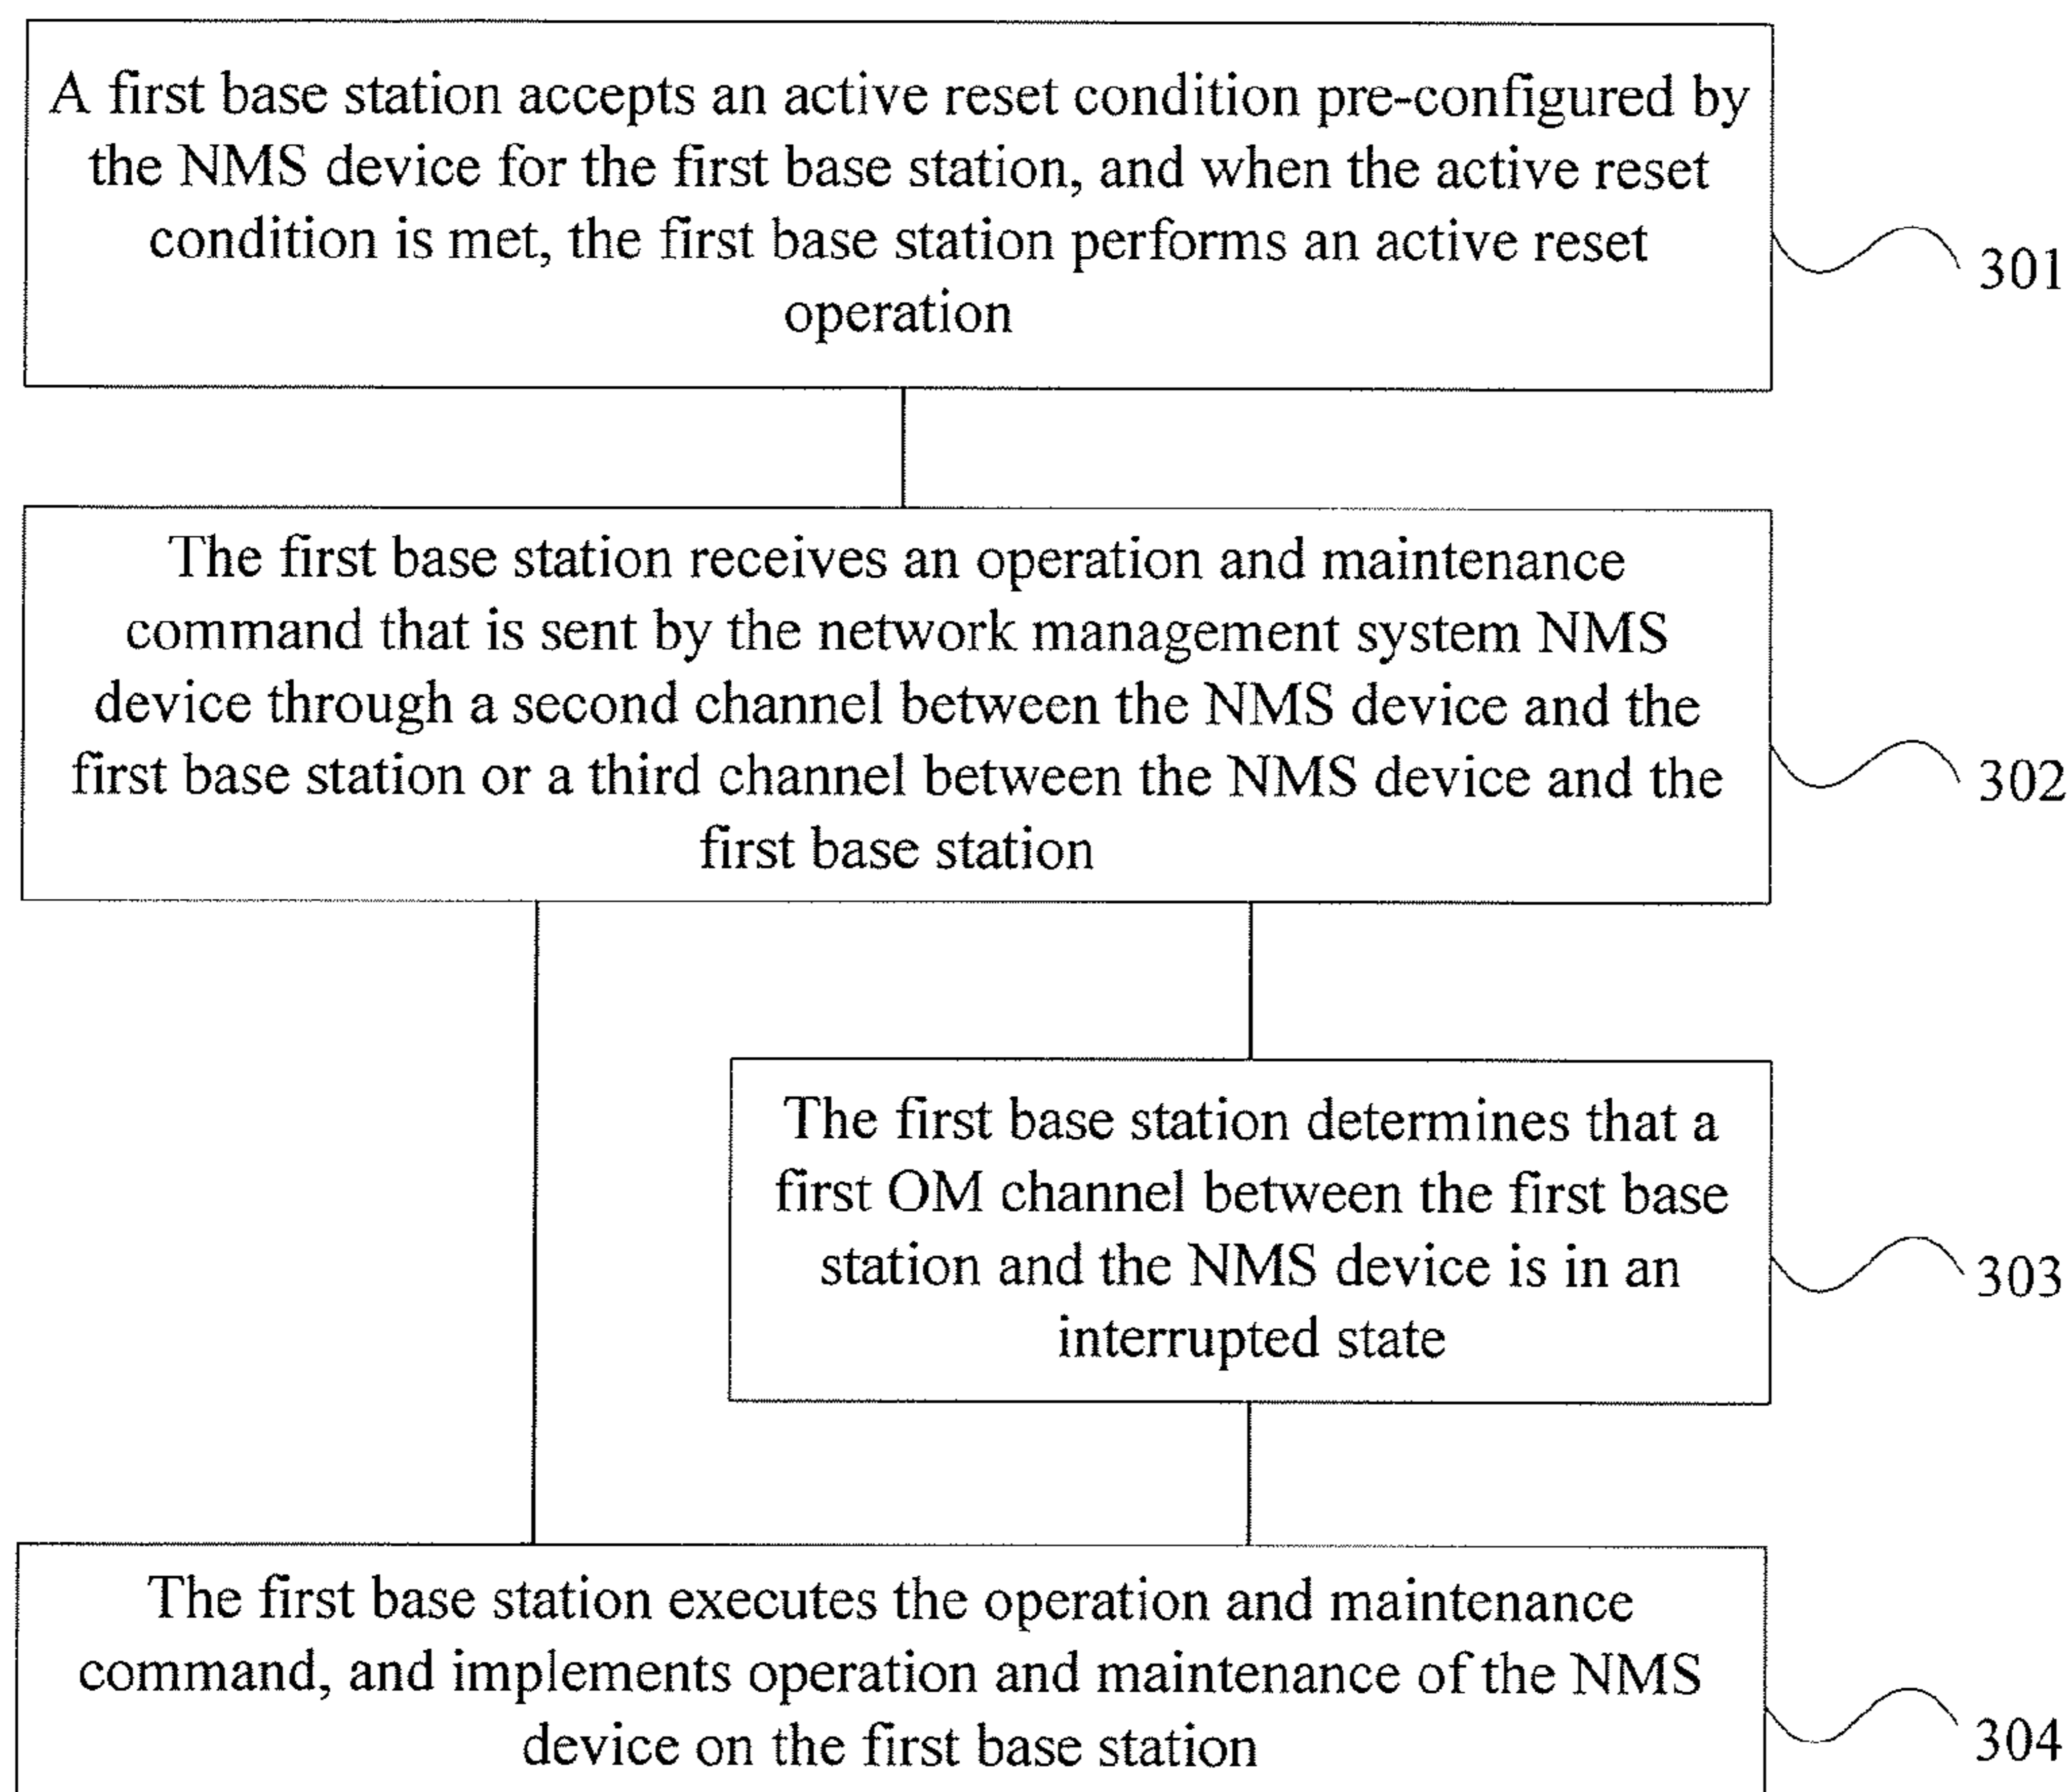 A first base station accepts an active reset condition pre-configured by
the NMS device for the first base station, and when the active reset
condition is met, the first base station performs an active reset
operation
301
The first base station receives an operation and maintenance
command that is sent by the network management system NMS
device through a second channel between the NMS device and the
first base station or a third channel between the NMS device and the
first base station
302
The first base station determines that a
first OM channel between the first base
station and the NMS device is in an
interrupted state
303
The first base station executes the operation and maintenance
command, and implements operation and maintenance of the NMS
device on the first base station
304